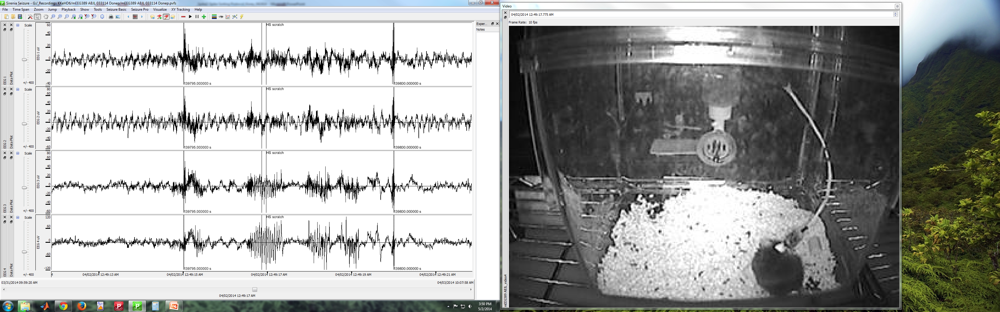 Sirenia Seizure - G:/_Recordings KKeHD6/mEEG389 ABJL 033114 Donep/mEEG389 ABJL 033114 Donep.pvfs
File Time Span Zoom Jump Playback Show Tools Seizure Basic Seizure Pro Visualize XY Tracking Help
Scale
+/- 400
EEG 1
Data Plot
EEG 1 uV
60
40
20
0
-20
-40
HS scratch
139795.000000 s
139800.000000 s
Scale
+/- 400
EEG 2
Data Plot
EEG 2 uV
80
60
40
20
0
-20
-40
-60
HS scratch
139795.000000 s
139800.000000 s
Scale
+/- 400
EEG 3
Data Plot
EEG 3 uV
80
60
40
20
0
-20
-40
-60
HS scratch
139795.000000 s
139800.000000 s
Scale
+/- 400
EEG 4
Data Plot
EEG 4 uV
120
60
0
-60
-120
HS scratch
139795.000000 s
139800.000000 s
04/02/2014 12:49:13 AM 04/02/2014 12:49:15 AM 04/02/2014 12:49:17 AM 04/02/2014 12:49:19 AM 04/02/2014 12:49:21 AM
03/31/2014 09:59:20 AM 04/03/2014 10:07:58 AM
04/02/2014 12:49:17 AM
Exper...
Notes
3:50 PM
5/2/2014
Video
04/02/2014 12:49:17.775 AM
Frame Rate: 10 fps
mEEG389 ABJL_video4